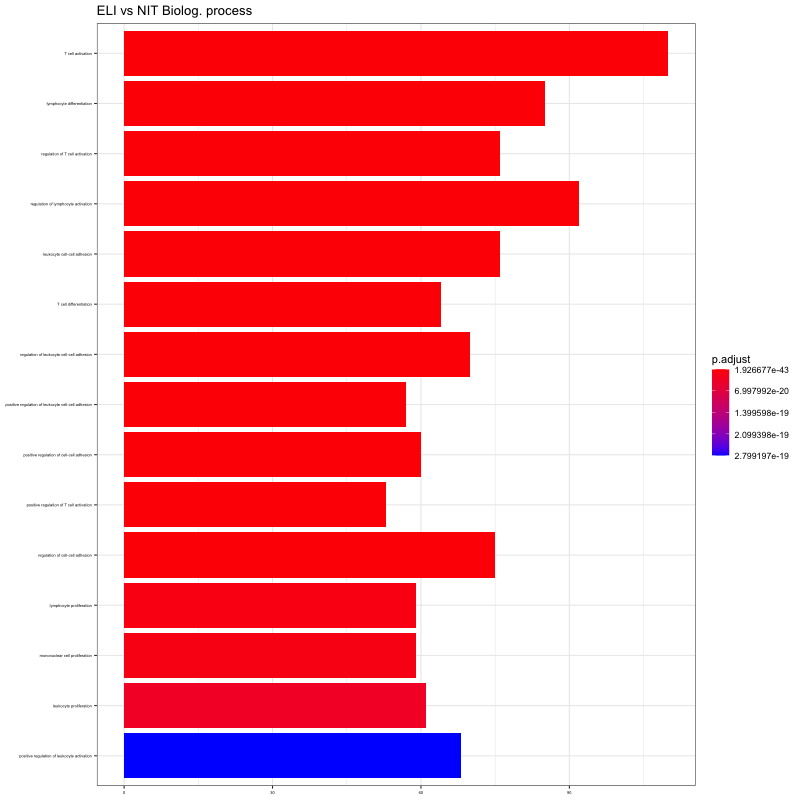 ELI vs NIT Biolog. process
T cell activation
lymphocyte differentiation
regulation of T cell activation
regulation of lymphocyte activation
leukocyte cell-cell adhesion
T cell differentiation
regulation of leukocyte cell-cell adhesion
positive regulation of leukocyte cell-cell adhesion
positive regulation of cell-cell adhesion
positive regulation of T cell activation
regulation of cell-cell adhesion
lymphocyte proliferation
mononuclear cell proliferation
leukocyte proliferation
positive regulation of leukocyte activation
0 30 60 90
p.adjust
1.926677e-43
6.997992e-20
1.399598e-19
2.099398e-19
2.799197e-19